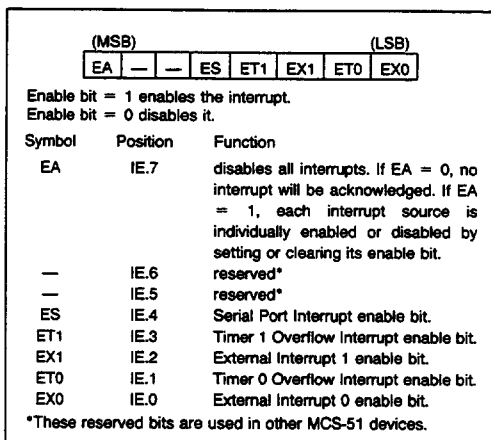 (MSB) (LSB)
EA — — ES ET1 EX1 ET0 EX0
Enable bit = 1 enables the interrupt.
Enable bit = 0 disables it.
Symbol Position Function
EA IE.7 disables all interrupts. If EA = 0, no
interrupt will be acknowledged. If EA
= 1, each interrupt source is
individually enabled or disabled by
setting or clearing its enable bit.
— IE.6 reserved*
— IE.5 reserved*
ES IE.4 Serial Port Interrupt enable bit.
ET1 IE.3 Timer 1 Overflow Interrupt enable bit.
EX1 IE.2 External Interrupt 1 enable bit.
ET0 IE.1 Timer 0 Overflow Interrupt enable bit.
EX0 IE.0 External Interrupt 0 enable bit.
*These reserved bits are used in other MCS-51 devices.